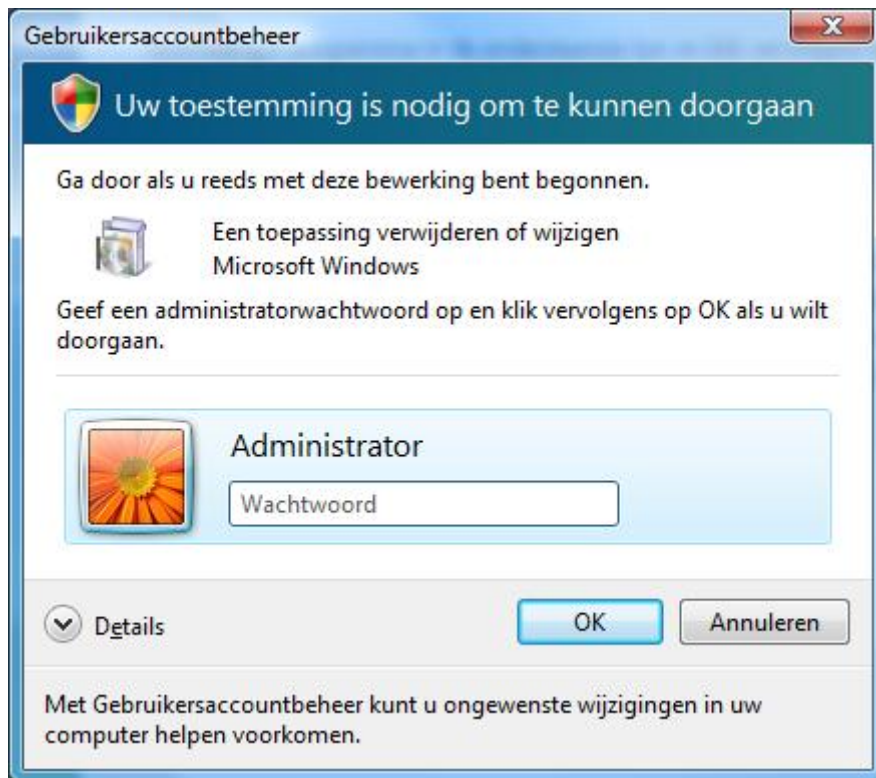 Gebruikersaccountbeheer
Uw toestemming is nodig om te kunnen doorgaan
Ga door als u reeds met deze bewerking bent begonnen.
Een toepassing verwijderen of wijzigen
Microsoft Windows
Geef een administratorwachtwoord op en klik vervolgens op OK als u wilt
doorgaan.
Administrator
Wachtwoord
Details
OK
Annuleren
Met Gebruikersaccountbeheer kunt u ongewenste wijzigingen in uw
computer helpen voorkomen.